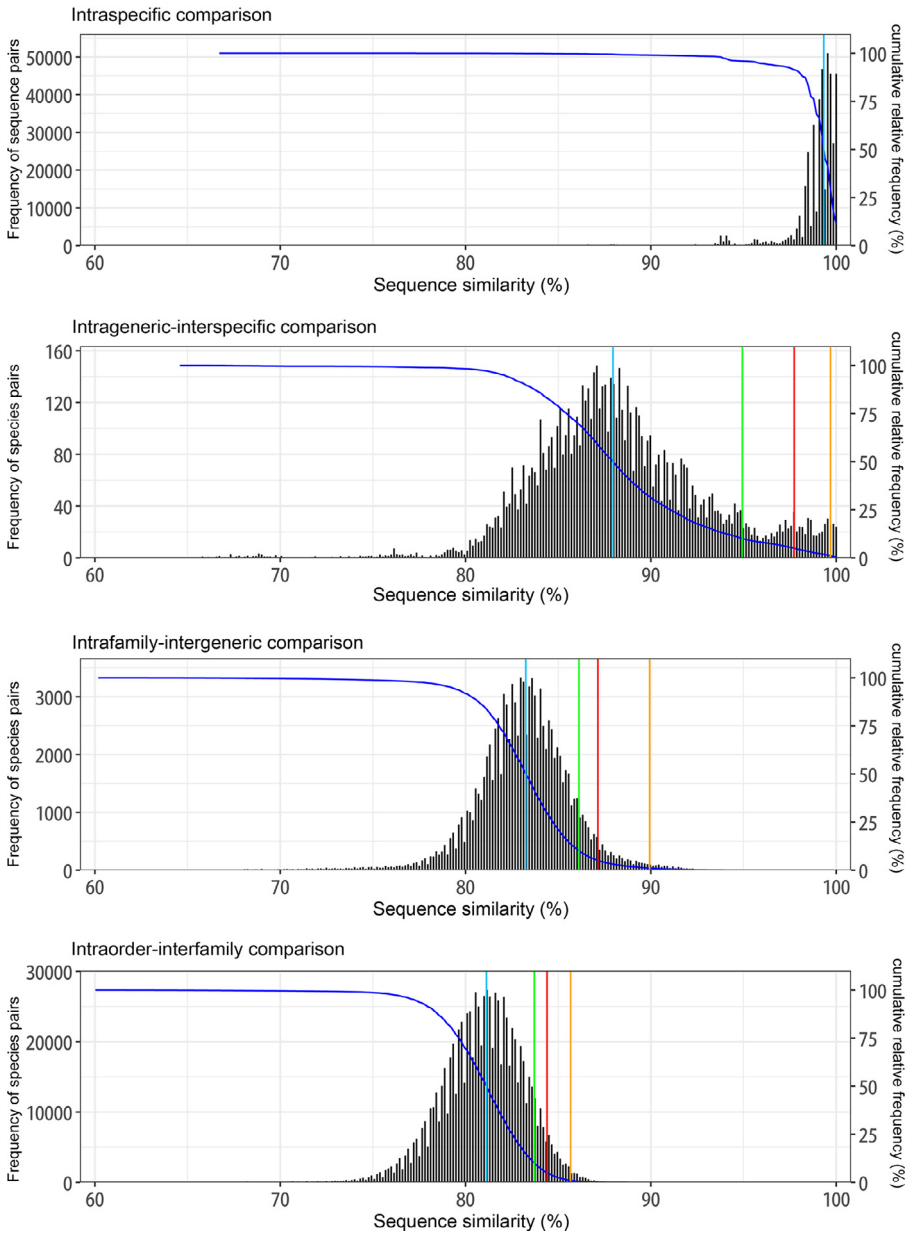 Intraspecific comparison
Frequency of sequence pairs
50000
40000
30000
20000
10000
0
100
75
50
25
0
cumulative relative frequency (%)
60 70 80 90 100
Sequence similarity (%)
Intrageneric-interspecific comparison
Frequency of species pairs
160
120
80
40
0
100
75
50
25
0
cumulative relative frequency (%)
60 70 80 90 100
Sequence similarity (%)
Intrafamily-intergeneric comparison
Frequency of species pairs
3000
2000
1000
0
100
75
50
25
0
cumulative relative frequency (%)
60 70 80 90 100
Sequence similarity (%)
Intraorder-interfamily comparison
Frequency of species pairs
30000
20000
10000
0
100
75
50
25
0
cumulative relative frequency (%)
60 70 80 90 100
Sequence similarity (%)